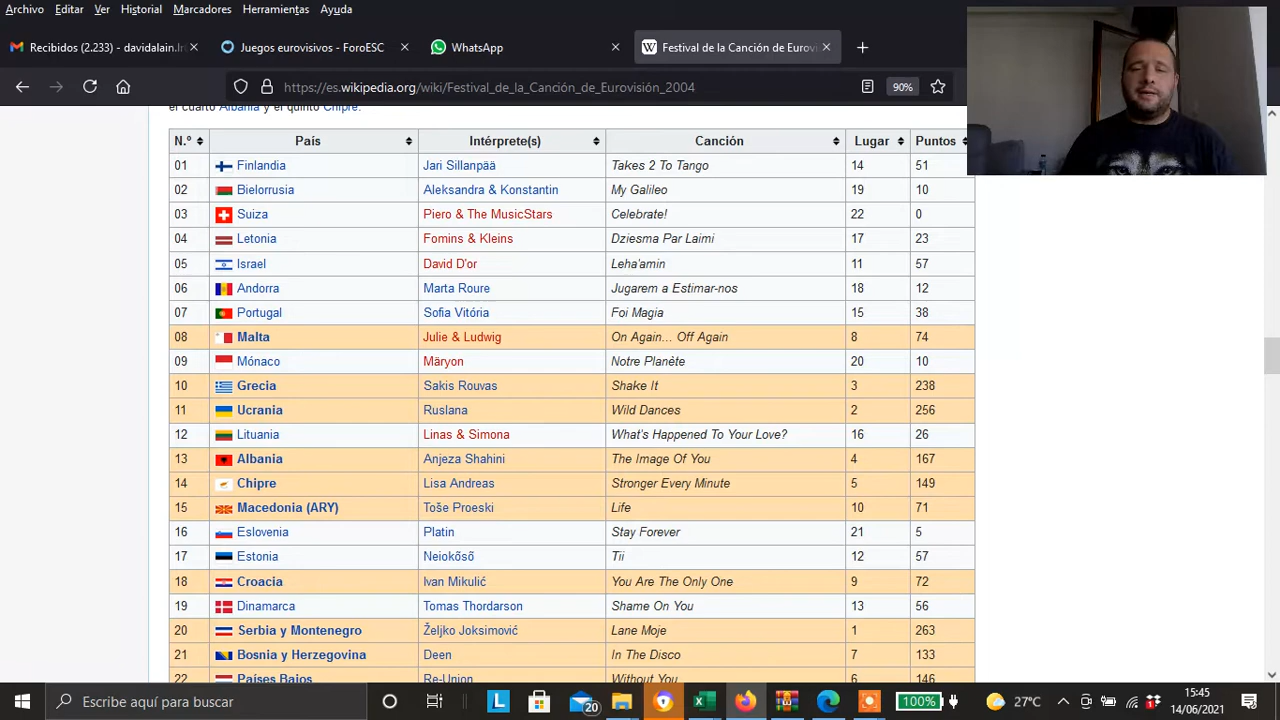 Archivo Editar Ver Historial Marcadores Herramientas Ayuda
Recibidos (2.233) - davidalain.lru
Juegos eurovisivos - ForoESC
WhatsApp
Festival de la Canción de Eurovi
https://es.wikipedia.org/wiki/Festival_de_la_Canción_de_Eurovisión_2004 90%
el cuarto Albania y el quinto Chipre.
N.º País Intérprete(s) Canción Lugar Puntos
01 Finlandia Jari Sillanpää Takes 2 To Tango 14 51
02 Bielorrusia Aleksandra & Konstantin My Galileo 19 10
03 Suiza Piero & The MusicStars Celebrate! 22 0
04 Letonia Fomins & Kleins Dziesma Par Laimi 17 23
05 Israel David D'or Leha'amin 11 57
06 Andorra Marta Roure Jugarem a Estimar-nos 18 12
07 Portugal Sofia Vitória Foi Magia 15 38
08 Malta Julie & Ludwig On Again... Off Again 8 74
09 Mónaco Märyon Notre Planète 20 10
10 Grecia Sakis Rouvas Shake It 3 238
11 Ucrania Ruslana Wild Dances 2 256
12 Lituania Linas & Simona What's Happened To Your Love? 16 26
13 Albania Anjeza Shahini The Image Of You 4 167
14 Chipre Lisa Andreas Stronger Every Minute 5 149
15 Macedonia (ARY) Toše Proeski Life 10 71
16 Eslovenia Platin Stay Forever 21 5
17 Estonia Neiokõsõ Tii 12 57
18 Croacia Ivan Mikulić You Are The Only One 9 72
19 Dinamarca Tomas Thordarson Shame On You 13 56
20 Serbia y Montenegro Željko Joksimović Lane Moje 1 263
21 Bosnia y Herzegovina Deen In The Disco 7 133
22 Países Bajos Re-Union Without You 6 146
Escribe aquí para buscar
20
100%
27°C
15:45
14/06/2021